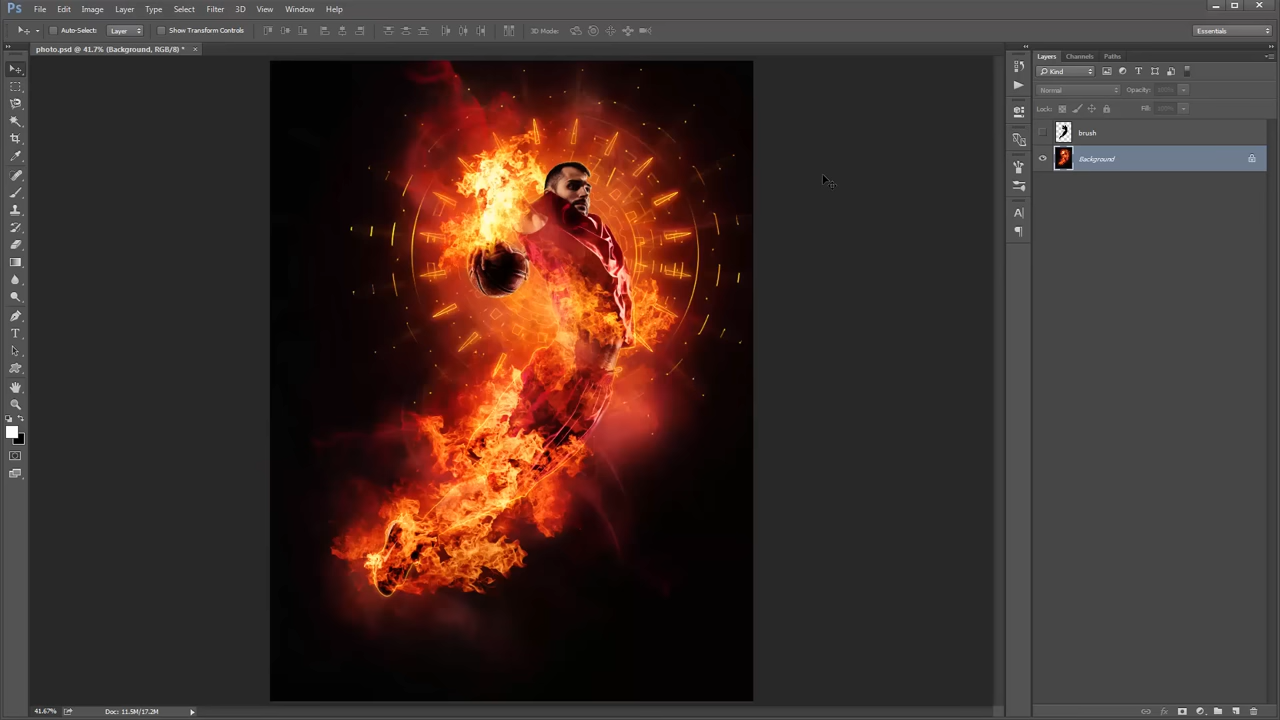 Ps File Edit Image Layer Type Select Filter 3D View Window Help
Auto-Select: Layer Show Transform Controls 3D Mode: Essentials
photo.psd @ 41.7% (Background, RGB/8) * ×
Layers Channels Paths
Kind
Normal Opacity: 100%
Lock: Fill: 100%
brush
Background
41.67% Doc: 11.5M/17.2M